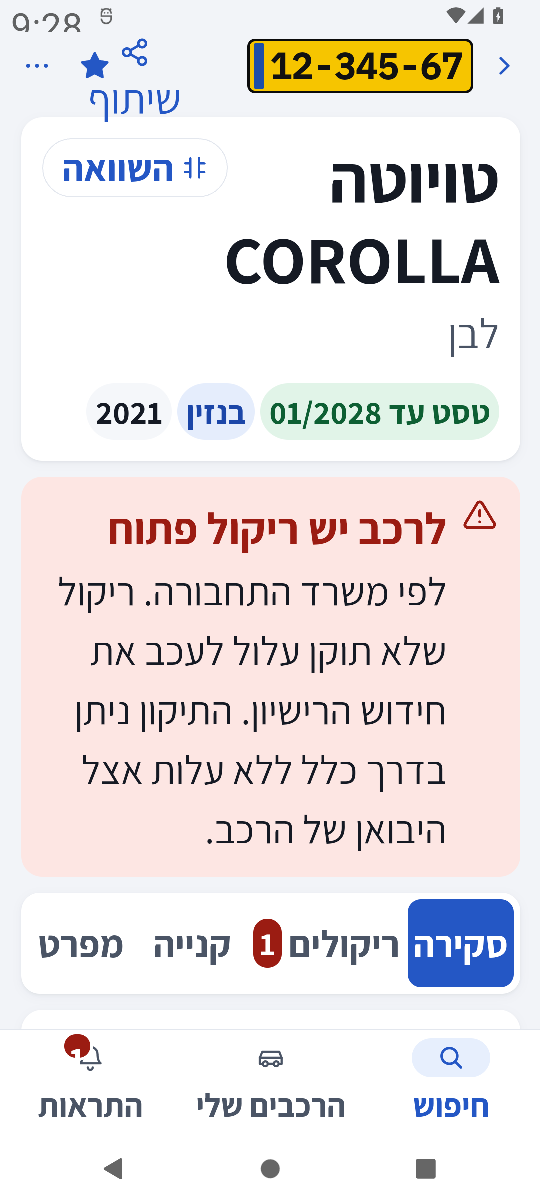 9:28
12-345-67
שיתוף
השוואה
טויוטה
COROLLA
לבן
טסט עד 01/2028
בנזין
2021
לרכב יש ריקול פתוח
לפי משרד התחבורה. ריקול
שלא תוקן עלול לעכב את
חידוש הרישיון. התיקון ניתן
בדרך כלל ללא עלות אצל
היבואן של הרכב.
סקירה
ריקולים 1
קנייה
מפרט
חיפוש
הרכבים שלי
1
התראות